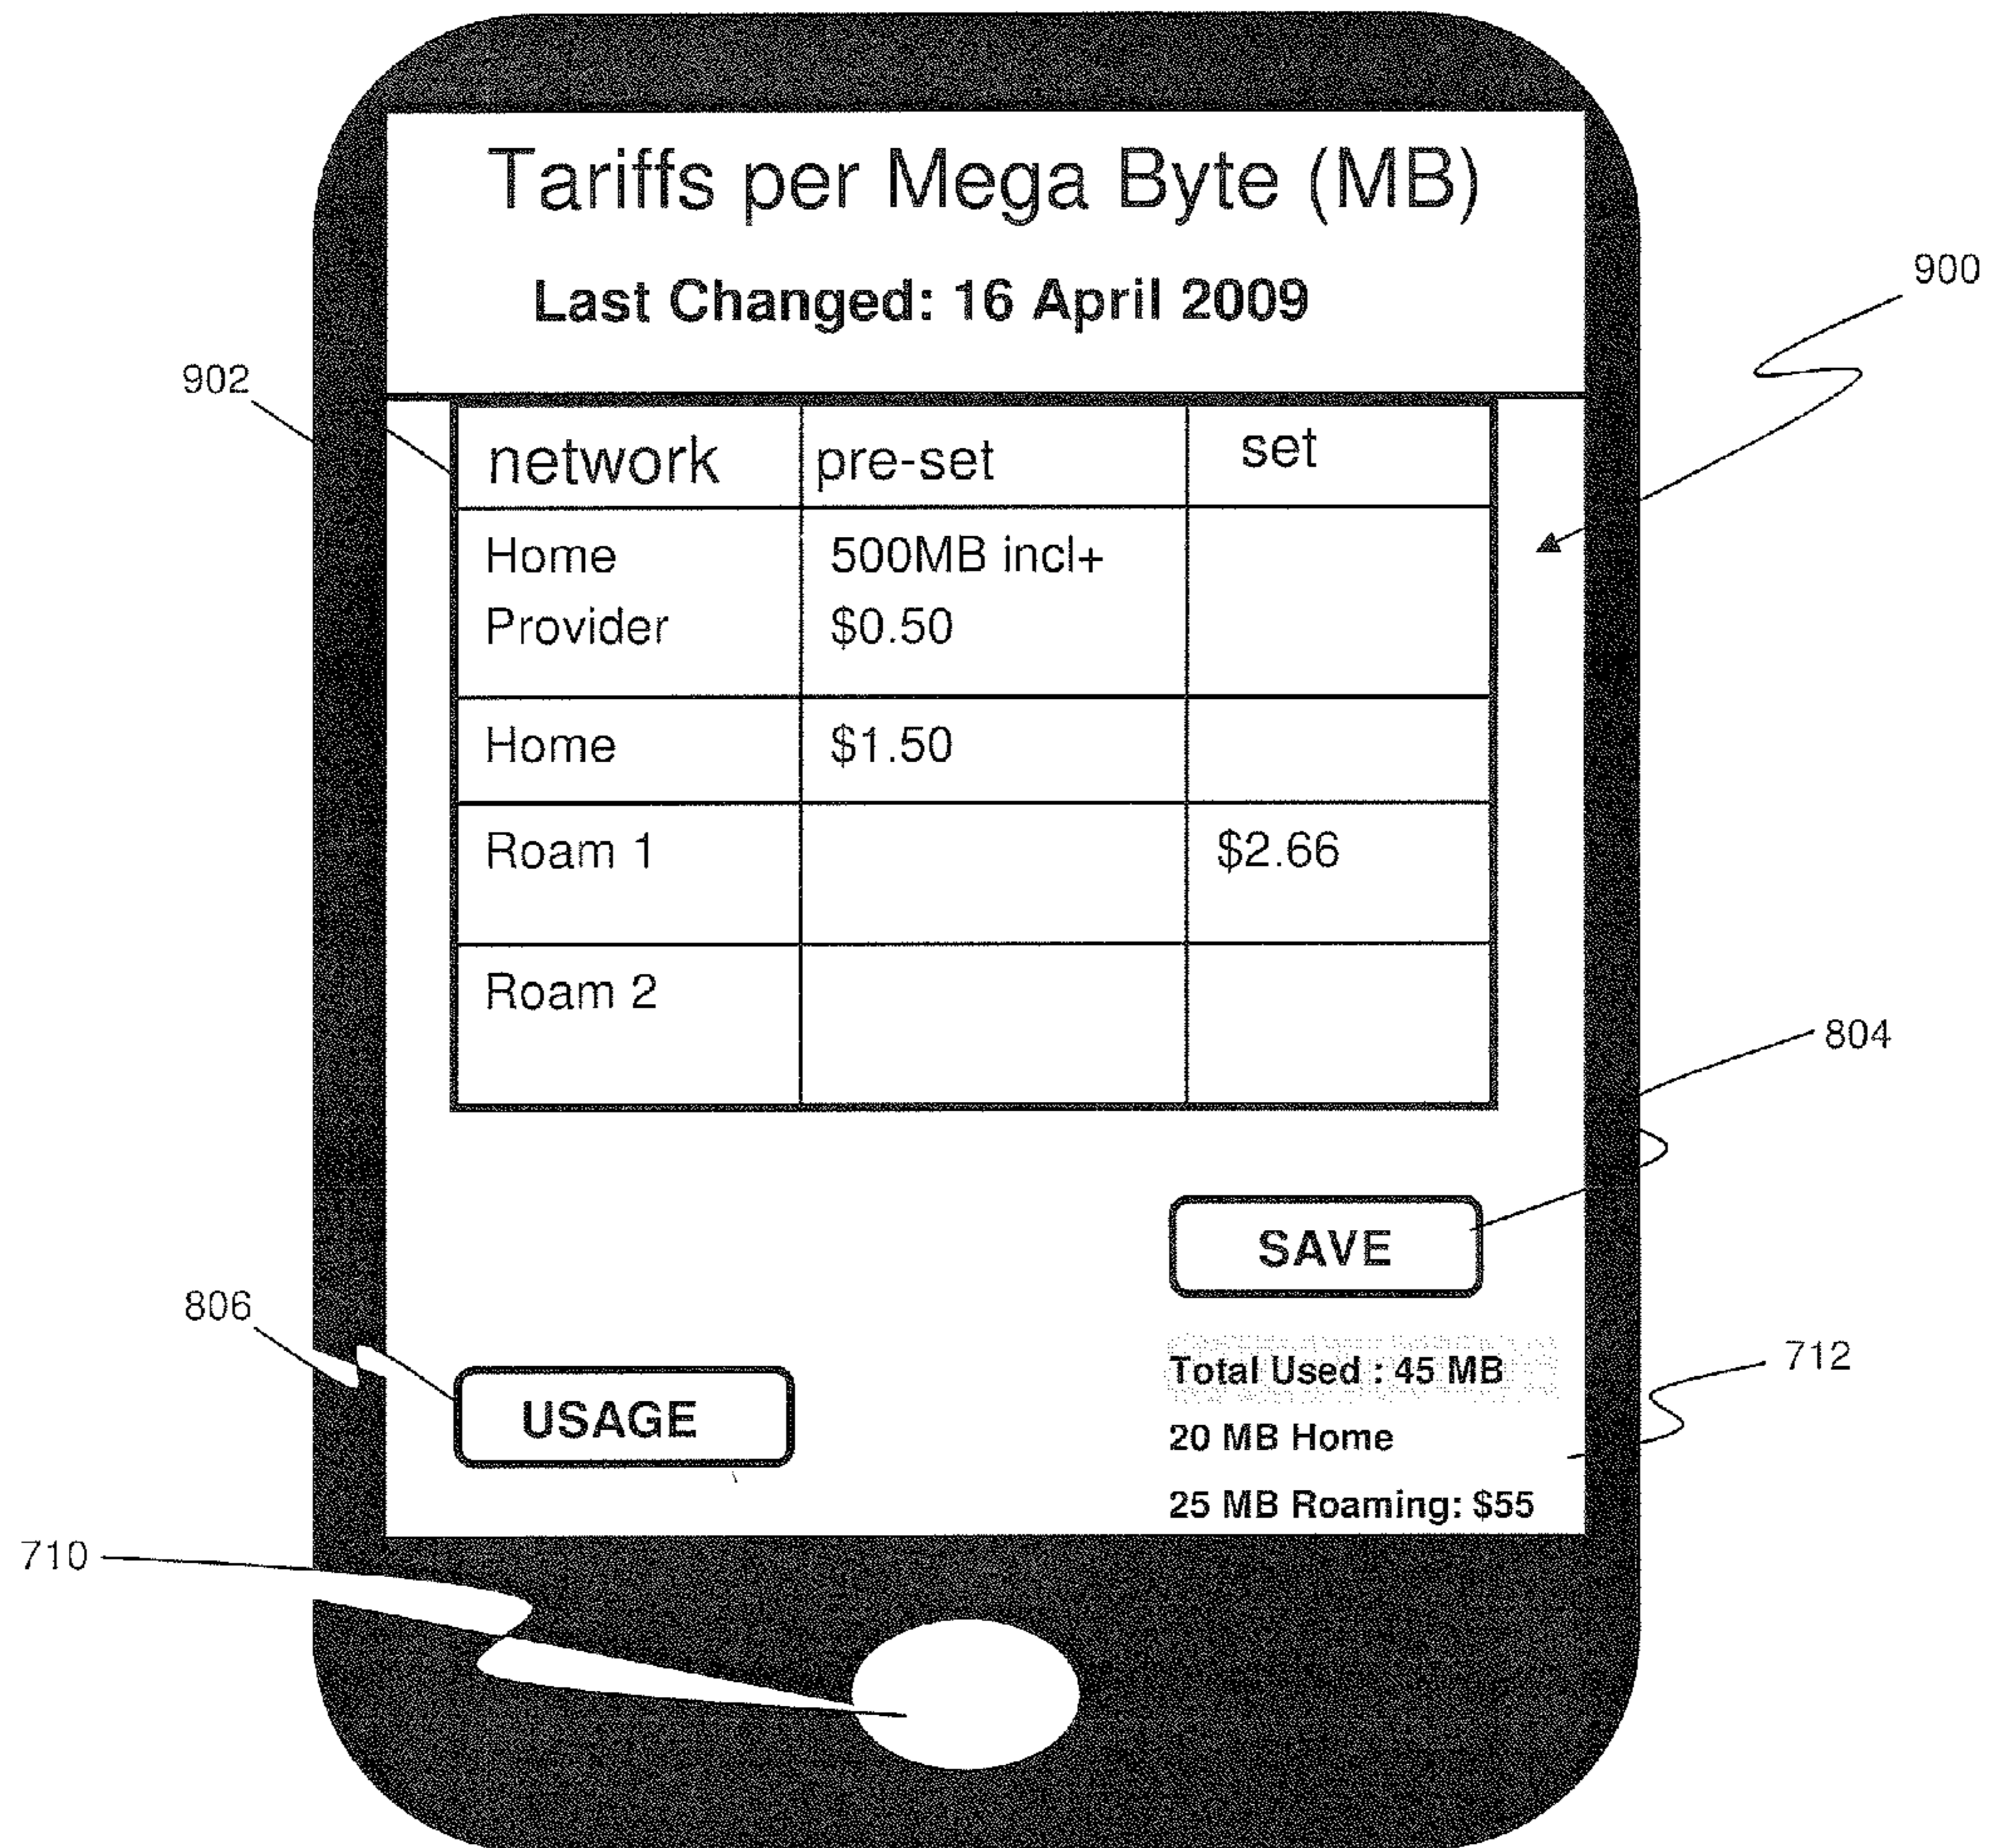 Tariffs per Mega Byte (MB)
Last Changed: 16 April 2009
900
902
network pre-set set
Home Provider 500MB incl+ $0.50
Home $1.50
Roam 1 $2.66
Roam 2
804
SAVE
806
USAGE
Total Used : 45 MB
712
20 MB Home
25 MB Roaming: $55
710